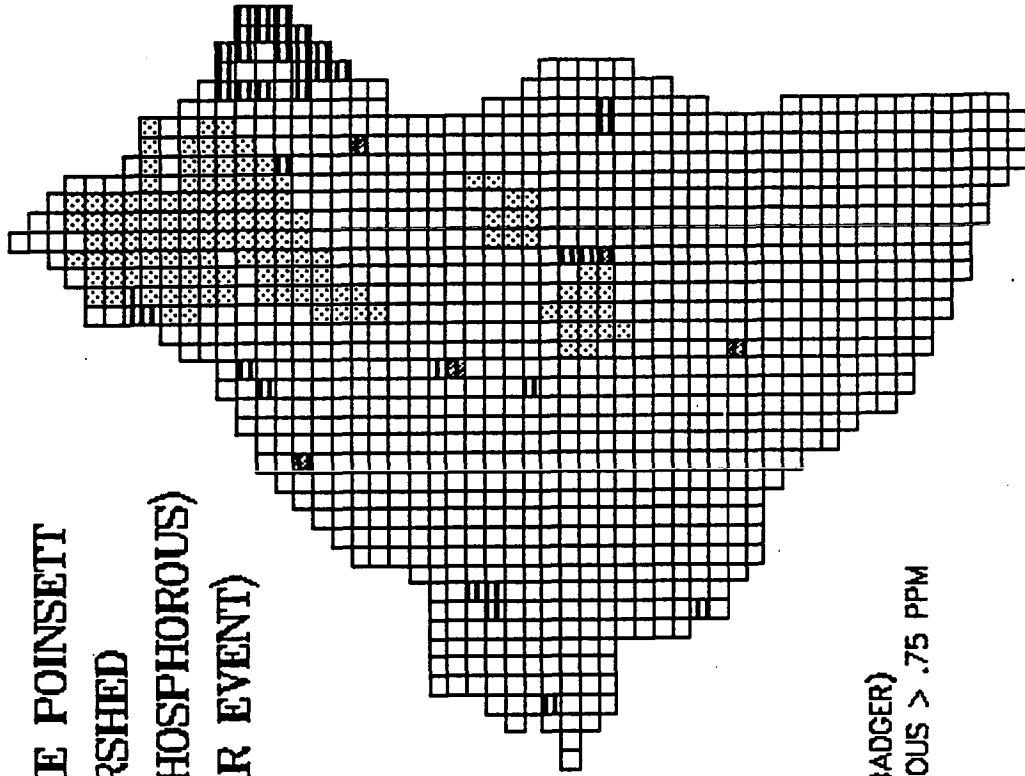 E POINSETT
RSHED
HOSPHOROUS)
R EVENT)
BADGER)
OUS > .75 PPM